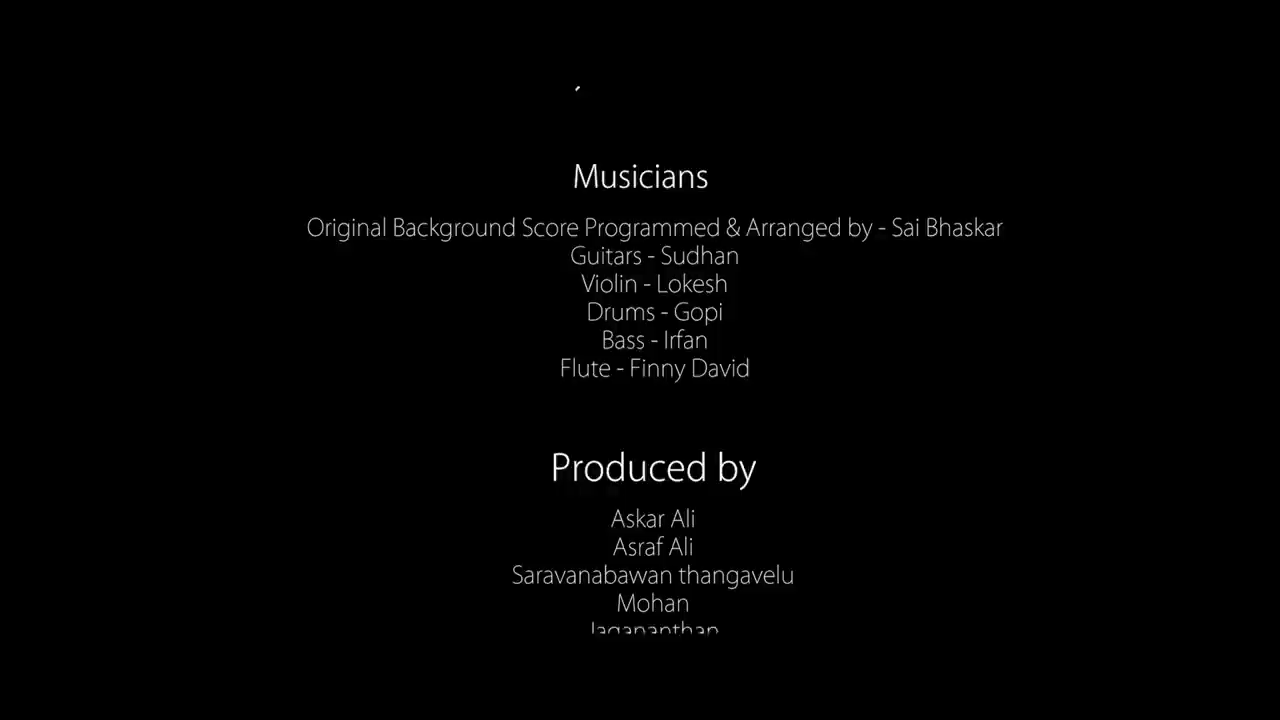 Musicians
Original Background Score Programmed & Arranged by - Sai Bhaskar
Guitars - Sudhan
Violin - Lokesh
Drums - Gopi
Bass - Irfan
Flute - Finny David
Produced by
Askar Ali
Asraf Ali
Saravanabawan thangavelu
Mohan